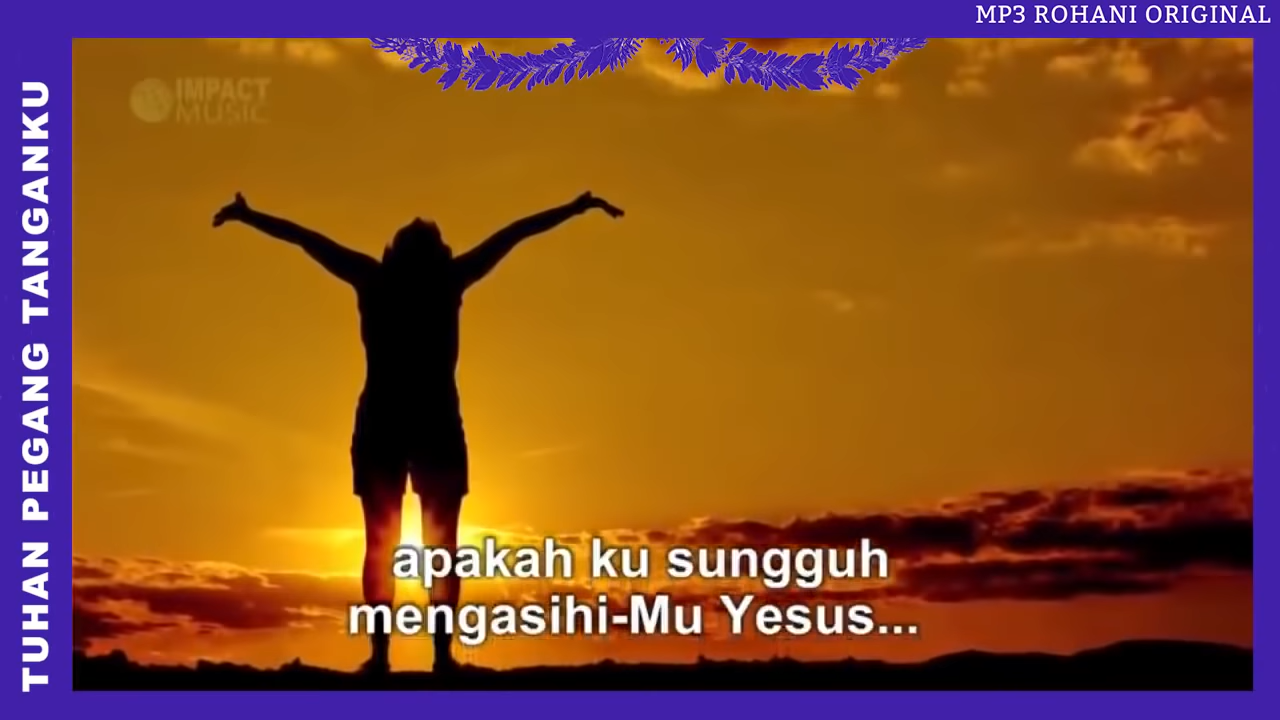 MP3 ROHANI ORIGINAL
IMPACT
MUSIC
TUHAN PEGANG TANGANKU
apakah ku sungguh
mengasihi-Mu Yesus...